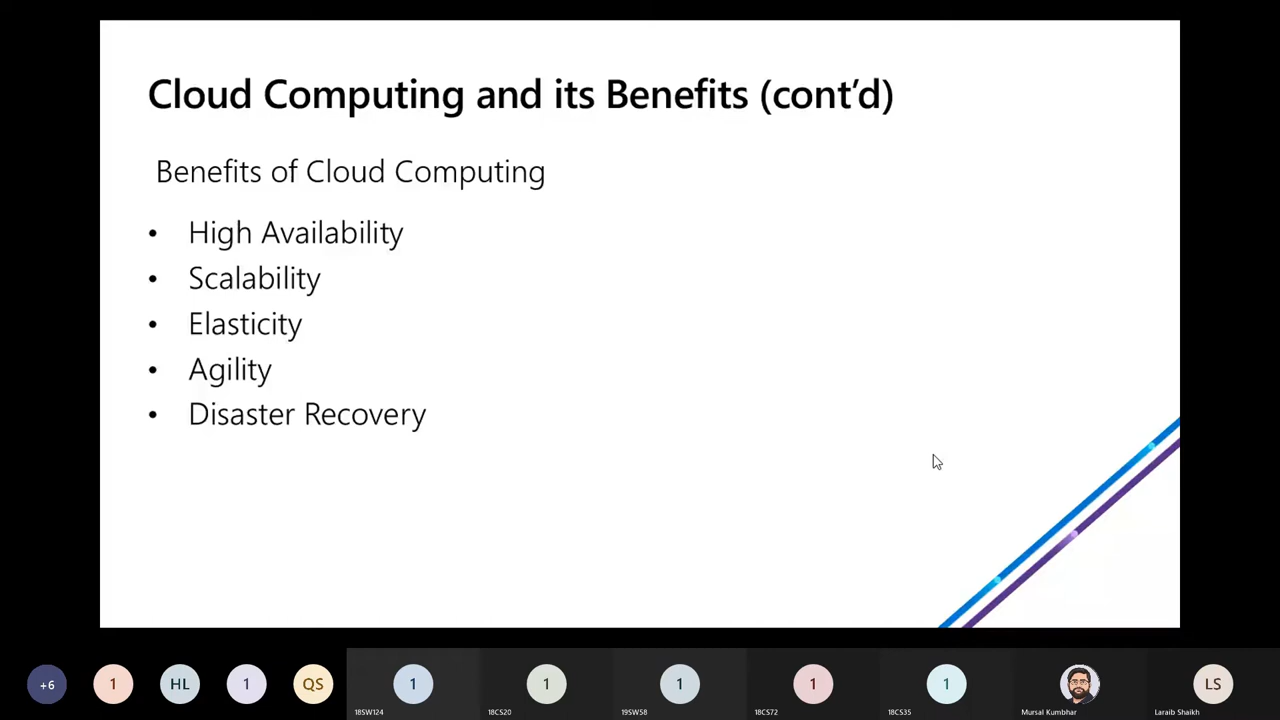 Cloud Computing and its Benefits (cont’d)
Benefits of Cloud Computing
• High Availability
• Scalability
• Elasticity
• Agility
• Disaster Recovery
+6
1
HL
1
QS
1
18SW124
1
18CS20
1
19SW58
1
18CS72
1
18CS35
Mursal Kumbhar
LS
Laraib Shaikh